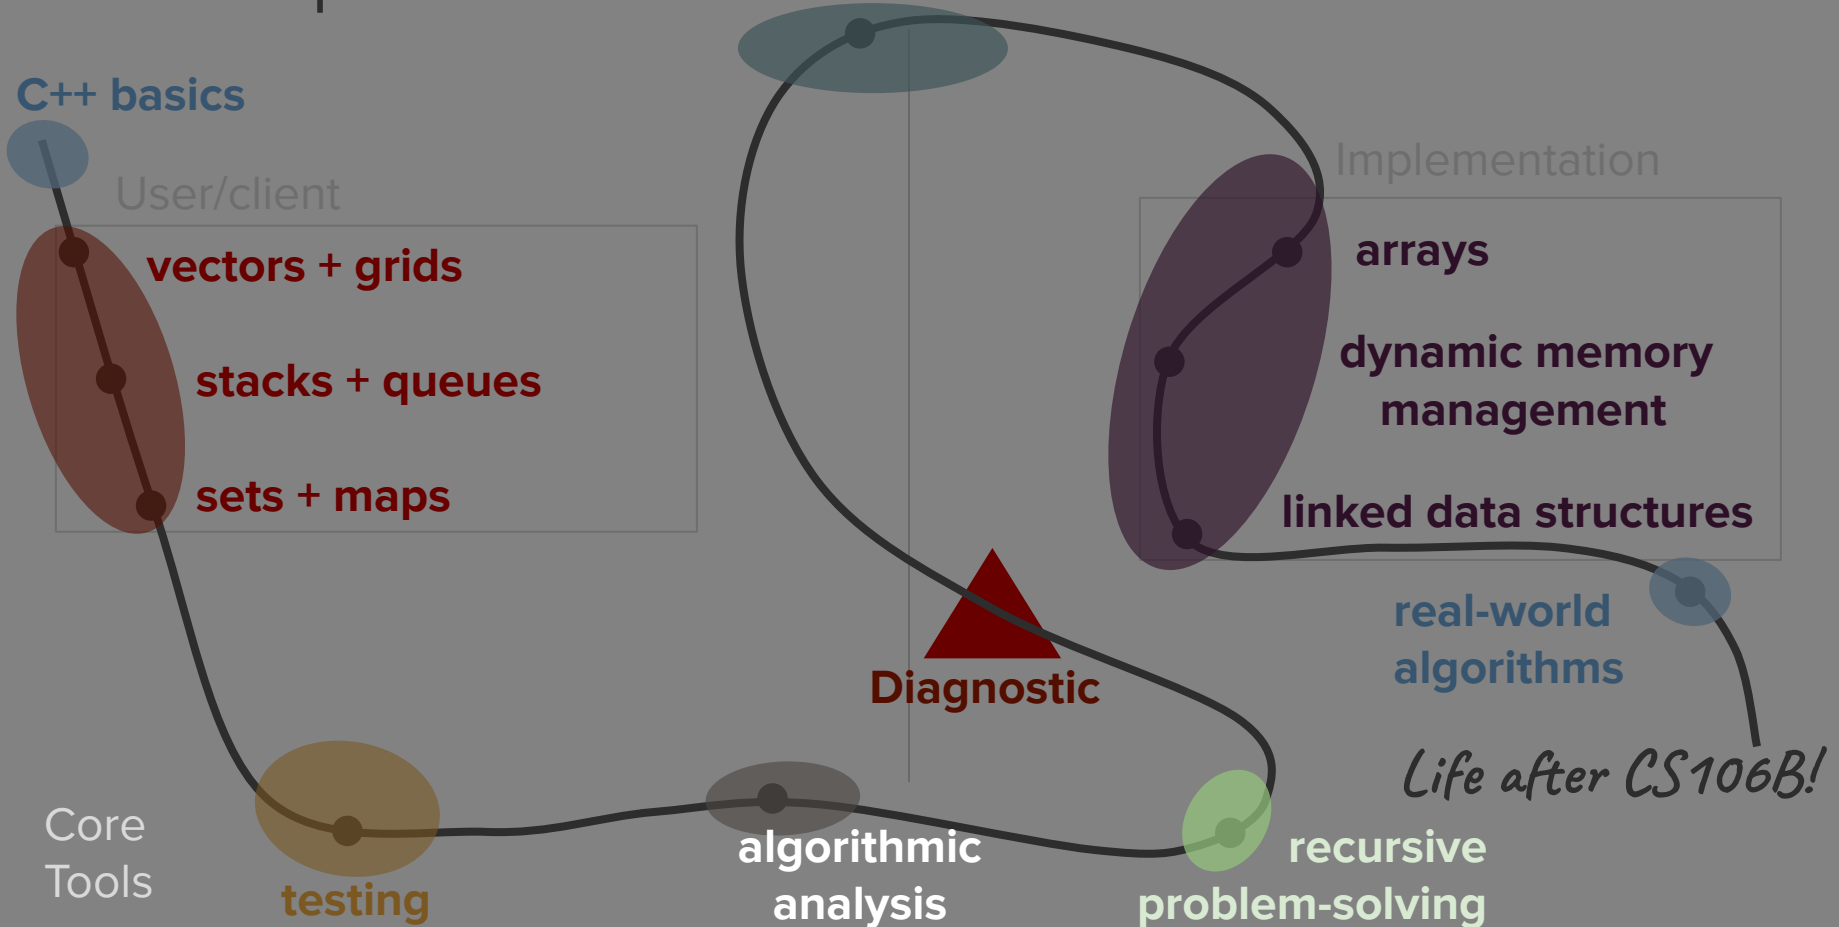 C++ basics
User/client
vectors + grids
stacks + queues
sets + maps
Core
Tools
testing
algorithmic
analysis
recursive
problem-solving
Diagnostic
Implementation
arrays
dynamic memory
management
linked data structures
real-world
algorithms
Life after CS106B!